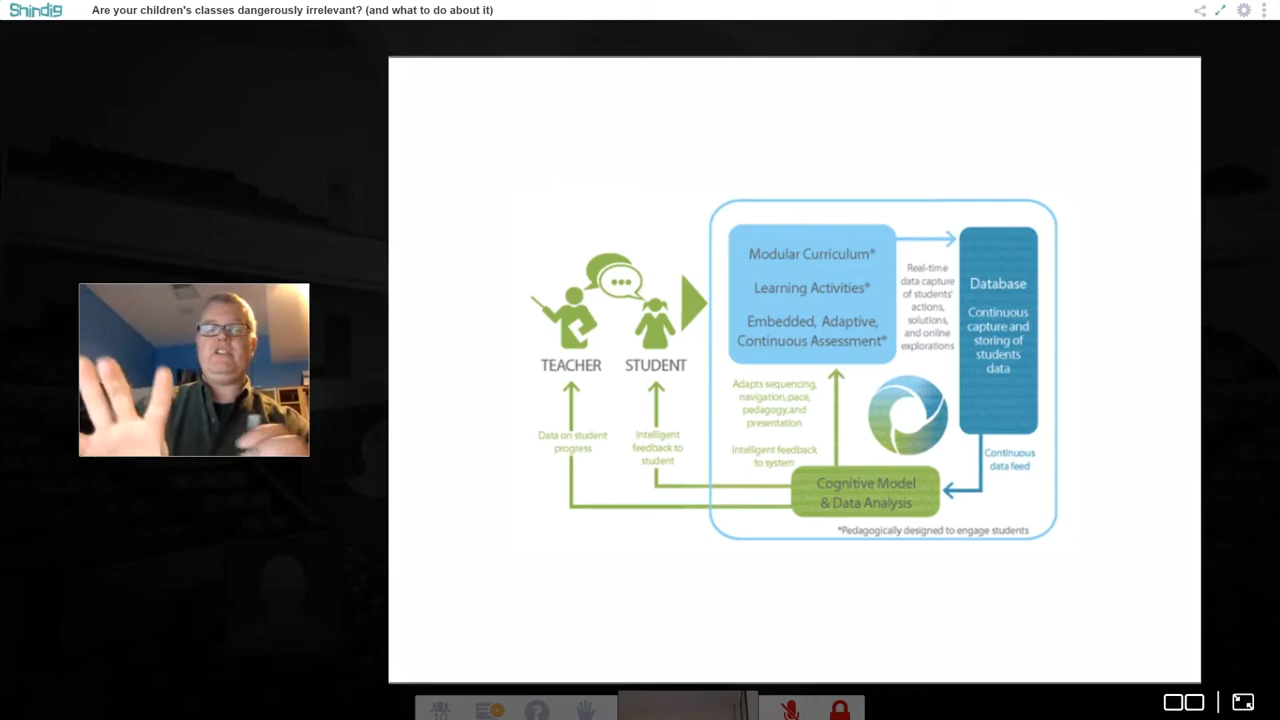 Shindig
Are your children's classes dangerously irrelevant? (and what to do about it)
Modular Curriculum*
Learning Activities*
Embedded, Adaptive,
Continuous Assessment*
Real-time
data capture
of students'
actions,
solutions,
and online
explorations
Database
Continuous
capture and
storing of
students
data
TEACHER
STUDENT
Data on student
progress
Intelligent
feedback to
student
Adapts sequencing,
navigation, pace,
pedagogy, and
presentation
Intelligent feedback
to system
Continuous
data feed
Cognitive Model
& Data Analysis
*Pedagogically designed to engage students
10